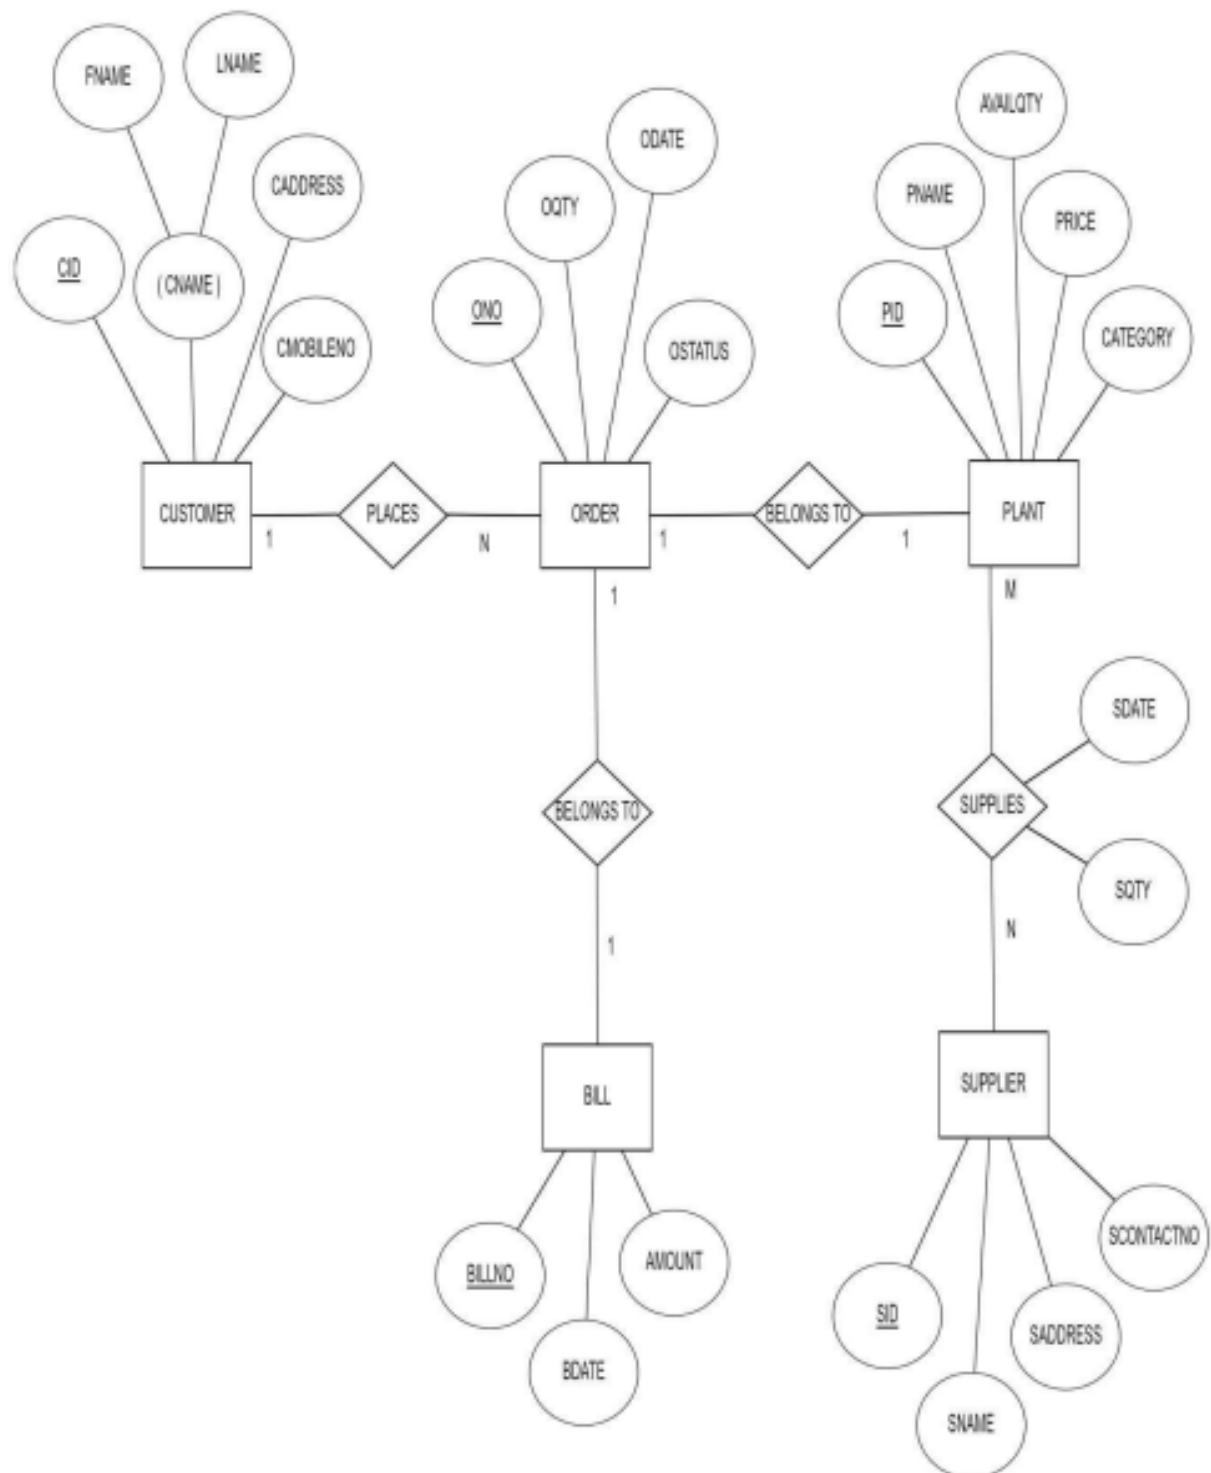 FNAME
LNAME
CADDRESS
CID
( CNAME )
CMOBILENO
ODATE
OQTY
ONO
OSTATUS
AVAILQTY
PNAME
PRICE
PID
CATEGORY
CUSTOMER
1
PLACES
N
ORDER
1
BELONGS TO
1
PLANT
1
M
BELONGS TO
1
SDATE
SUPPLIES
SQTY
N
BILL
SUPPLIER
BILLNO
AMOUNT
BDATE
SCONTACTNO
SID
SADDRESS
SNAME